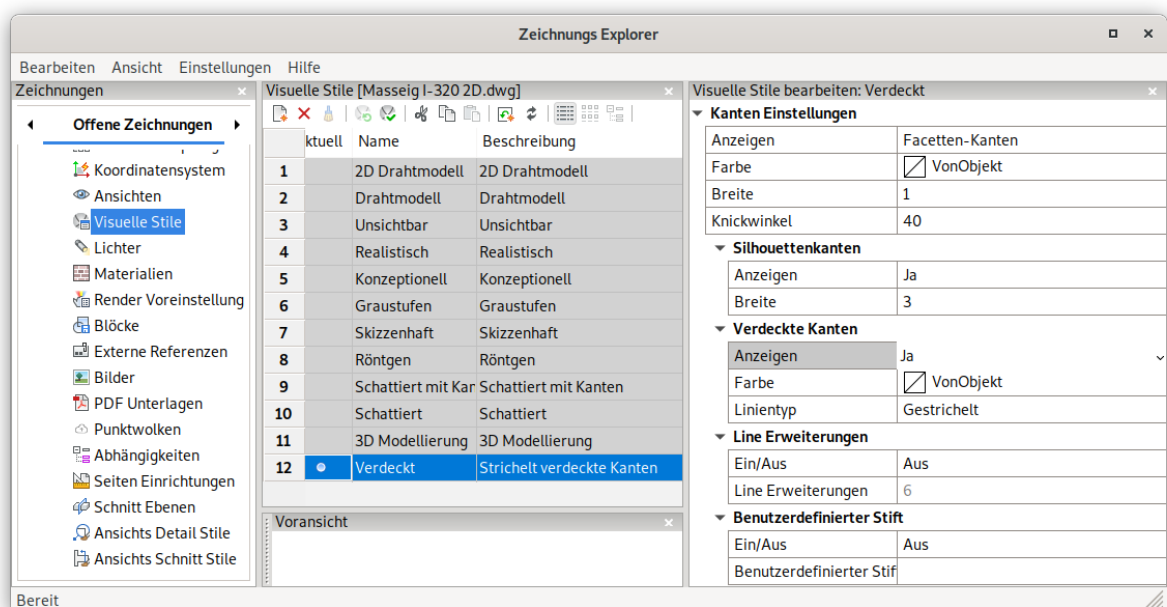 Zeichnungs Explorer
Bearbeiten Ansicht Einstellungen Hilfe
Zeichnungen
Offene Zeichnungen
Koordinatensystem
Ansichten
Visuelle Stile
Lichter
Materialien
Render Voreinstellung
Blöcke
Externe Referenzen
Bilder
PDF Unterlagen
Punktwolken
Abhängigkeiten
Seiten Einrichtungen
Schnitt Ebenen
Ansichts Detail Stile
Ansichts Schnitt Stile
Visuelle Stile [Masseig I-320 2D.dwg]
ktuell Name Beschreibung
1 2D Drahtmodell 2D Drahtmodell
2 Drahtmodell Drahtmodell
3 Unsichtbar Unsichtbar
4 Realistisch Realistisch
5 Konzeptionell Konzeptionell
6 Graustufen Graustufen
7 Skizzenhaft Skizzenhaft
8 Röntgen Röntgen
9 Schattiert mit Kan Schattiert mit Kanten
10 Schattiert Schattiert
11 3D Modellierung 3D Modellierung
12 Verdeckt Strichelt verdeckte Kanten
Voransicht
Visuelle Stile bearbeiten: Verdeckt
Kanten Einstellungen
Anzeigen Facetten-Kanten
Farbe VonObjekt
Breite 1
Knickwinkel 40
Silhouettenkanten
Anzeigen Ja
Breite 3
Verdeckte Kanten
Anzeigen Ja
Farbe VonObjekt
Linientyp Gestrichelt
Line Erweiterungen
Ein/Aus Aus
Line Erweiterungen 6
Benutzerdefinierter Stift
Ein/Aus Aus
Benutzerdefinierter Stif
Bereit